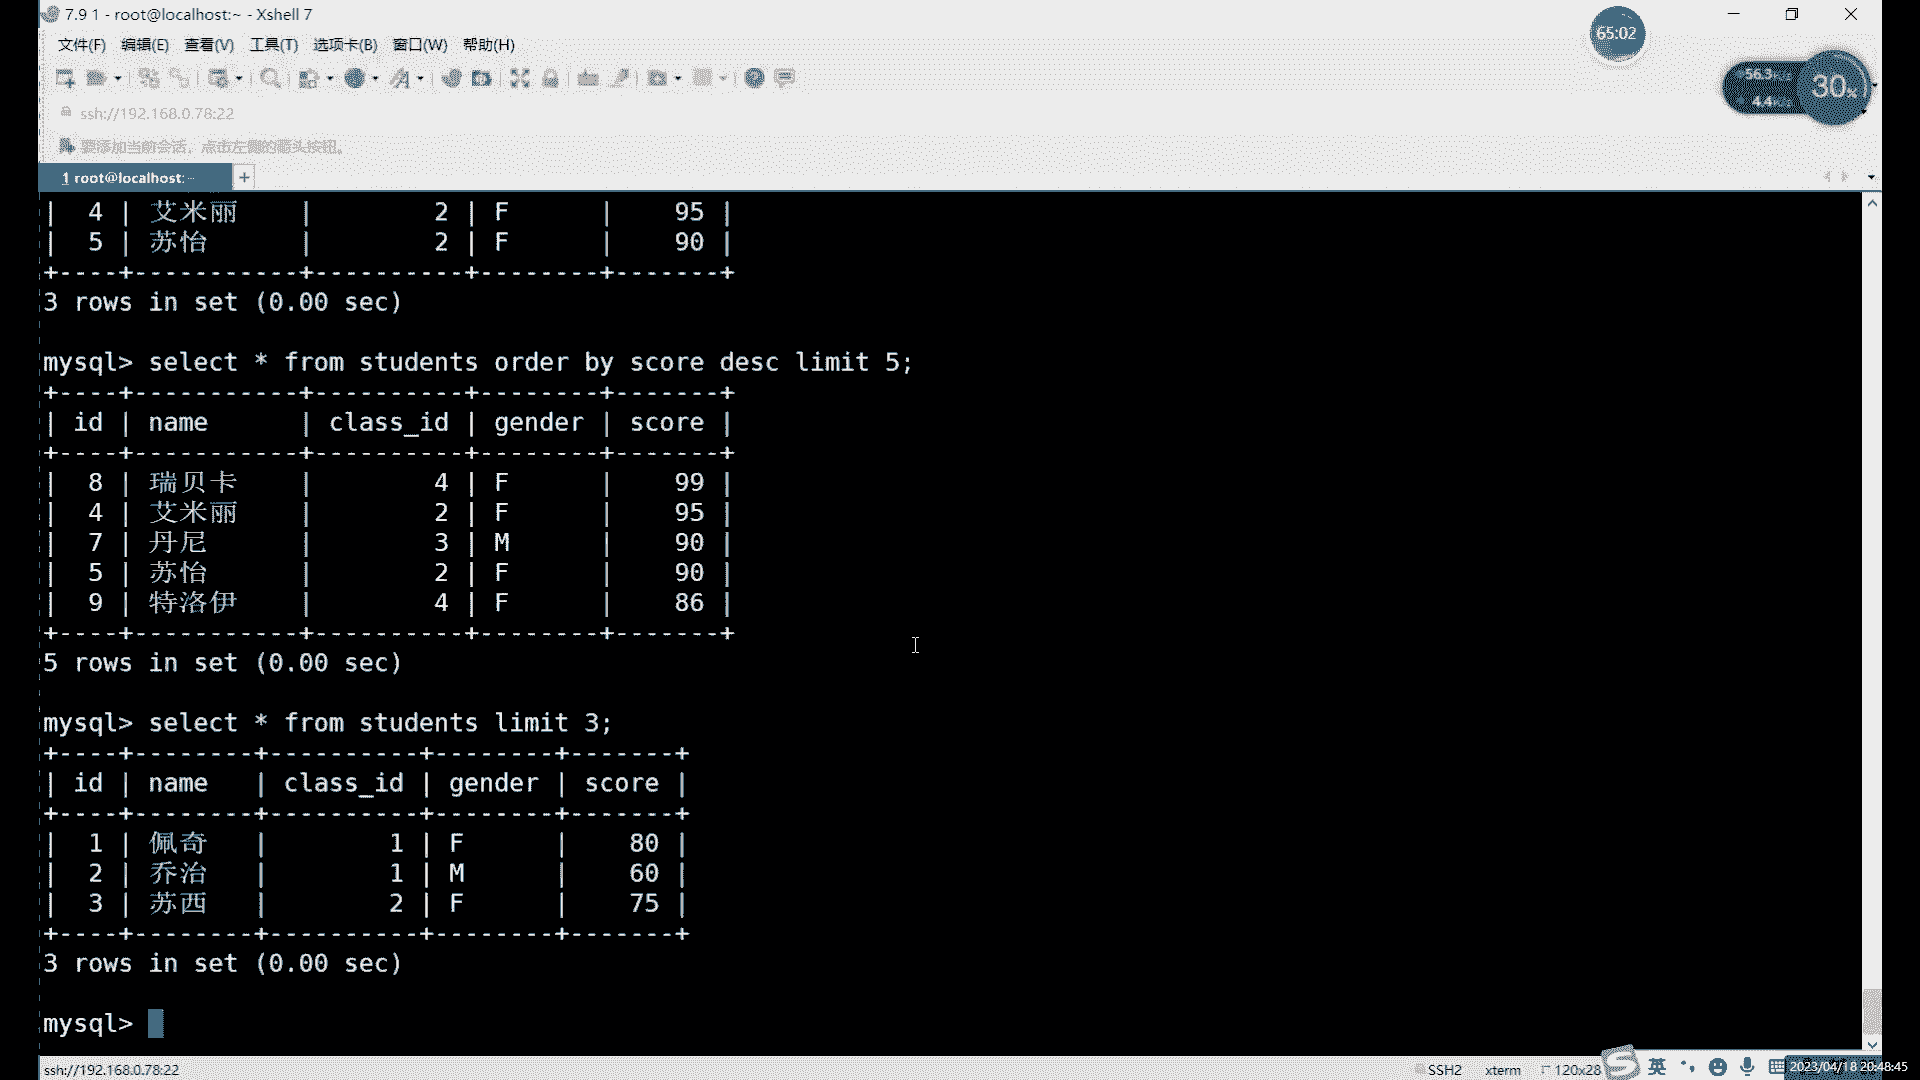 7.9 1 - root@localhost:~ - Xshell 7
65:02
文件(F) 编辑(E) 查看(V) 工具(T) 选项卡(B) 窗口(W) 帮助(H)
56.3
4.4
30%
ssh://192.168.0.78:22
要添加当前会话，点击左侧的箭头按钮。
1 root@localhost:~
+
|  4 | 艾米丽    |        2 | F      |    95 |
|  5 | 苏怡      |        2 | F      |    90 |
+----+-----------+----------+--------+-------+
3 rows in set (0.00 sec)
mysql> select * from students order by score desc limit 5;
+----+-----------+----------+--------+-------+
| id | name      | class_id | gender | score |
+----+-----------+----------+--------+-------+
|  8 | 瑞贝卡    |        4 | F      |    99 |
|  4 | 艾米丽    |        2 | F      |    95 |
|  7 | 丹尼      |        3 | M      |    90 |
|  5 | 苏怡      |        2 | F      |    90 |
|  9 | 特洛伊    |        4 | F      |    86 |
+----+-----------+----------+--------+-------+
5 rows in set (0.00 sec)
mysql> select * from students limit 3;
+----+--------+----------+--------+-------+
| id | name   | class_id | gender | score |
+----+--------+----------+--------+-------+
|  1 | 佩奇   |        1 | F      |    80 |
|  2 | 乔治   |        1 | M      |    60 |
|  3 | 苏西   |        2 | F      |    75 |
+----+--------+----------+--------+-------+
3 rows in set (0.00 sec)
mysql>
ssh://192.168.0.78:22 SSH2 xterm 120x28 英 2023/04/18 20:48:45